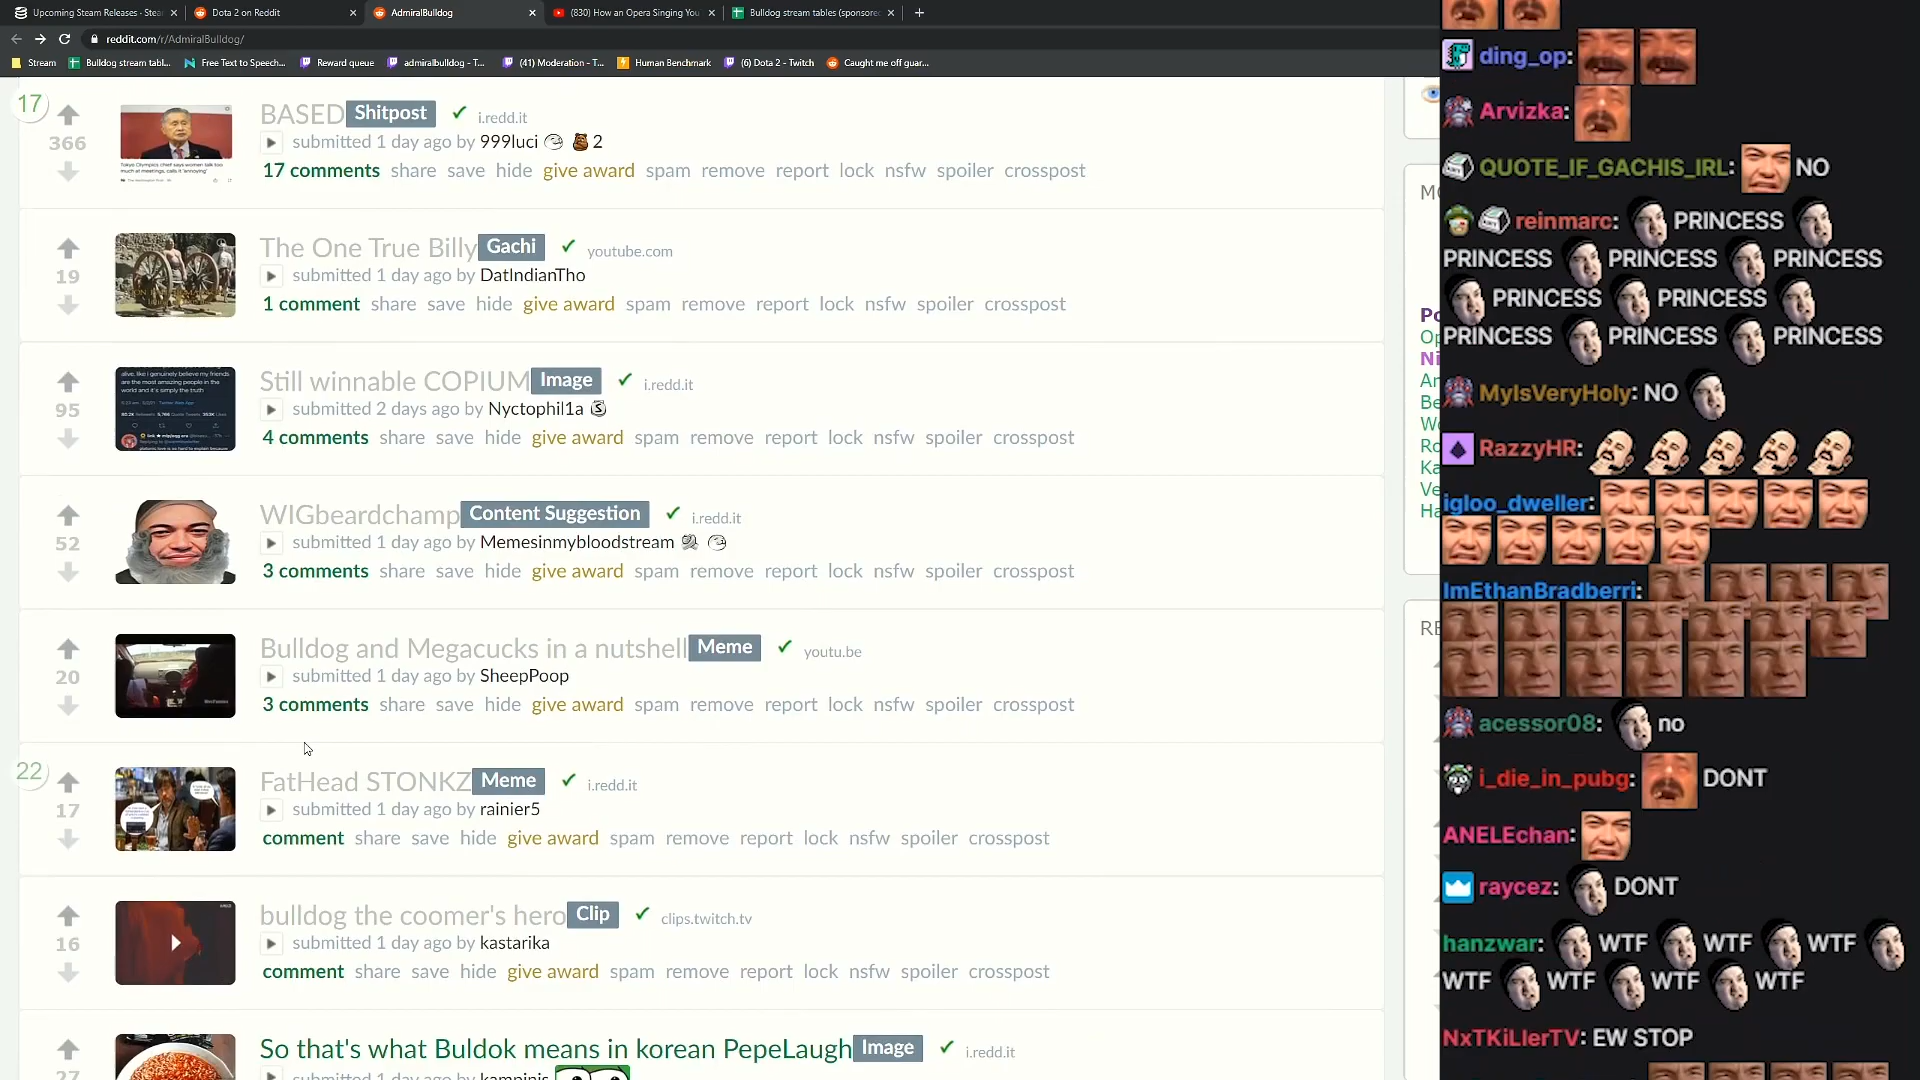 Upcoming Steam Releases - Stea
Dota 2 on Reddit
AdmiralBulldog
(830) How an Opera Singing You
Bulldog stream tables (sponsore
reddit.com/r/AdmiralBulldog/
Stream
Bulldog stream tabl...
Free Text to Speech...
Reward queue
admiralbulldog - T...
(41) Moderation - T...
Human Benchmark
(6) Dota 2 - Twitch
Caught me off guar...
17
366
BASED Shitpost ✔ i.redd.it
submitted 1 day ago by 999luci 2
17 comments share save hide give award spam remove report lock nsfw spoiler crosspost
19
The One True Billy Gachi ✔ youtube.com
submitted 1 day ago by DatIndianTho
1 comment share save hide give award spam remove report lock nsfw spoiler crosspost
95
Still winnable COPIUM Image ✔ i.redd.it
submitted 2 days ago by Nyctophil1a
4 comments share save hide give award spam remove report lock nsfw spoiler crosspost
52
WIGbeardchamp Content Suggestion ✔ i.redd.it
submitted 1 day ago by Memesinmybloodstream
3 comments share save hide give award spam remove report lock nsfw spoiler crosspost
20
Bulldog and Megacucks in a nutshell Meme ✔ youtu.be
submitted 1 day ago by SheepPoop
3 comments share save hide give award spam remove report lock nsfw spoiler crosspost
22
17
FatHead STONKZ Meme ✔ i.redd.it
submitted 1 day ago by rainier5
comment share save hide give award spam remove report lock nsfw spoiler crosspost
16
bulldog the coomer's hero Clip ✔ clips.twitch.tv
submitted 1 day ago by kastarika
comment share save hide give award spam remove report lock nsfw spoiler crosspost
27
So that's what Buldok means in korean PepeLaugh Image ✔ i.redd.it
submitted 1 day ago by kampinis
ding_op:
Arvizka:
QUOTE_IF_GACHIS_IRL: NO
reinmarc: PRINCESS
PRINCESS PRINCESS PRINCESS
PRINCESS PRINCESS
PRINCESS PRINCESS PRINCESS
MyIsVeryHoly: NO
RazzyHR:
igloo_dweller:
ImEthanBradberri:
acessor08: no
i_die_in_pubg: DONT
ANELEchan:
raycez: DONT
hanzwar: WTF WTF WTF
WTF WTF WTF WTF
NxTKiLlerTV: EW STOP